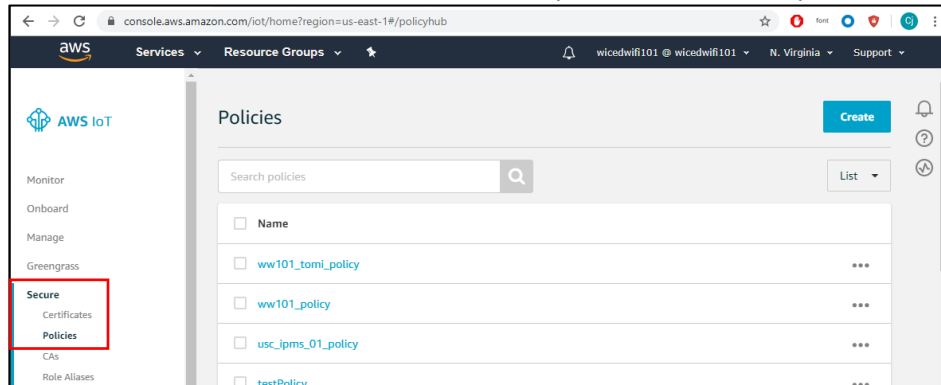 console.aws.amazon.com/iot/home?region=us-east-1#/policyhub
font
Cj
aws
Services
Resource Groups
wicedwifi101 @ wicedwifi101
N. Virginia
Support
AWS IoT
Monitor
Onboard
Manage
Greengrass
Secure
Certificates
Policies
CAs
Role Aliases
Policies
Create
Search policies
List
Name
ww101_tomi_policy
ww101_policy
usc_ipms_01_policy
testPolicy